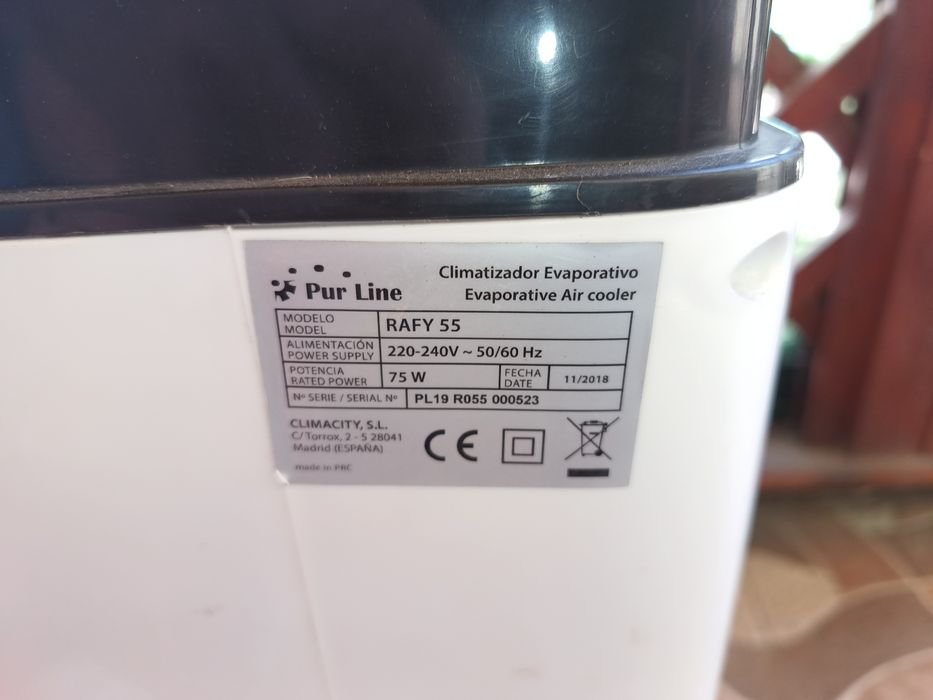 Pur Line
Climatizador Evaporativo
Evaporative Air cooler
MODELO
MODEL
RAFY 55
ALIMENTACIÓN
POWER SUPPLY
220-240V ~ 50/60 Hz
POTENCIA
RATED POWER
75 W
FECHA
DATE
11/2018
Nº SERIE / SERIAL Nº
PL19 R055 000523
CLIMACITY, S.L.
C/ Torrox, 2 - 5 28041
Madrid (ESPAÑA)
made in PRC
CE